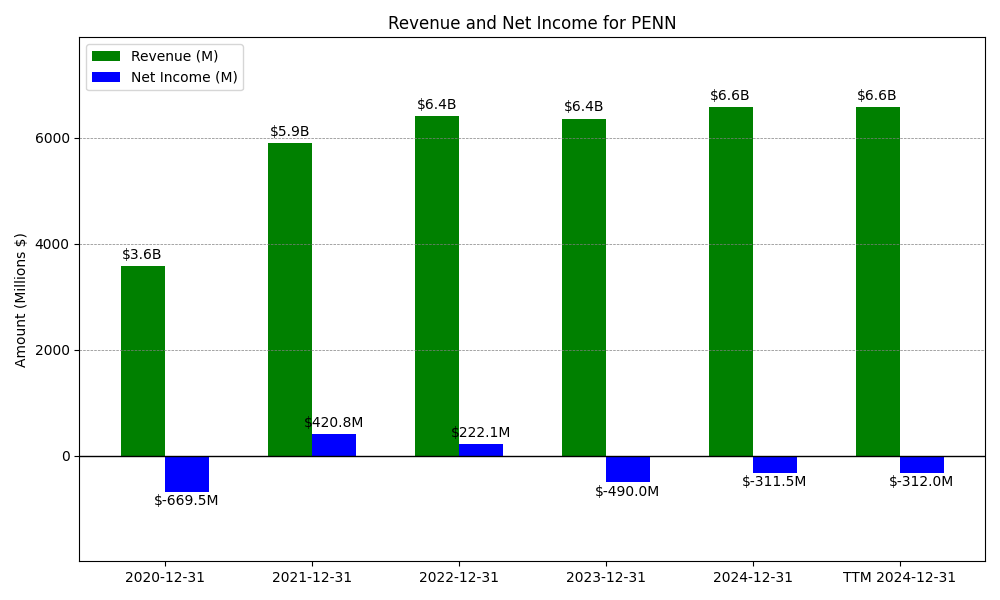 Revenue and Net Income for PENN
Revenue (M)
Net Income (M)
Amount (Millions $)
6000
4000
2000
0
$3.6B
$5.9B
$6.4B
$6.4B
$6.6B
$6.6B
$-669.5M
$420.8M
$222.1M
$-490.0M
$-311.5M
$-312.0M
2020-12-31
2021-12-31
2022-12-31
2023-12-31
2024-12-31
TTM 2024-12-31